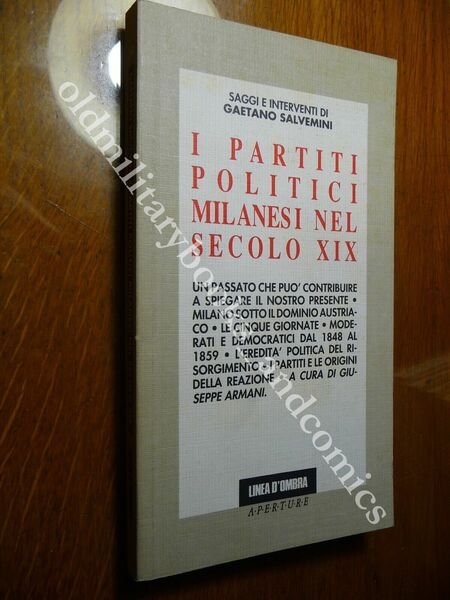 SAGGI E INTERVENTI DI
GAETANO SALVEMINI
I PARTITI
POLITICI
MILANESI NEL
SECOLO XIX
UN PASSATO CHE PUO' CONTRIBUIRE
A SPIEGARE IL NOSTRO PRESENTE •
MILANO SOTTO IL DOMINIO AUSTRIA-
CO • LE CINQUE GIORNATE • MODE-
RATI E DEMOCRATICI DAL 1848 AL
1859 • L'EREDITA' POLITICA DEL RI-
SORGIMENTO • I PARTITI E LE ORIGINI
DELLA REAZIONE • A CURA DI GIU-
SEPPE ARMANI.
LINEA D'OMBRA
A·P·E·R·T·U·R·E
oldmilitarybooks_andcomics